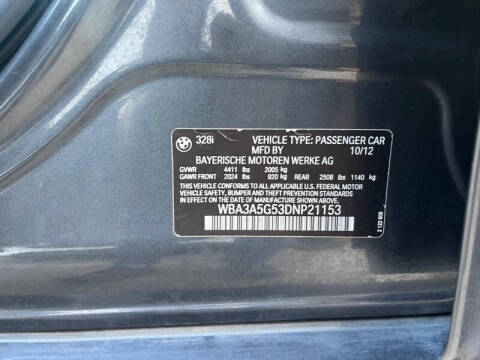 328i VEHICLE TYPE: PASSENGER CAR
MFD BY 10/12
BAYERISCHE MOTOREN WERKE AG
GVWR 4411 lbs 2005 kg
GAWR FRONT 2024 lbs 920 kg REAR 2508 lbs 1140 kg
THIS VEHICLE CONFORMS TO ALL APPLICABLE U.S. FEDERAL MOTOR
VEHICLE SAFETY, BUMPER, AND THEFT PREVENTION STANDARDS
IN EFFECT ON THE DATE OF MANUFACTURE SHOWN ABOVE.
WBA3A5G53DNP21153